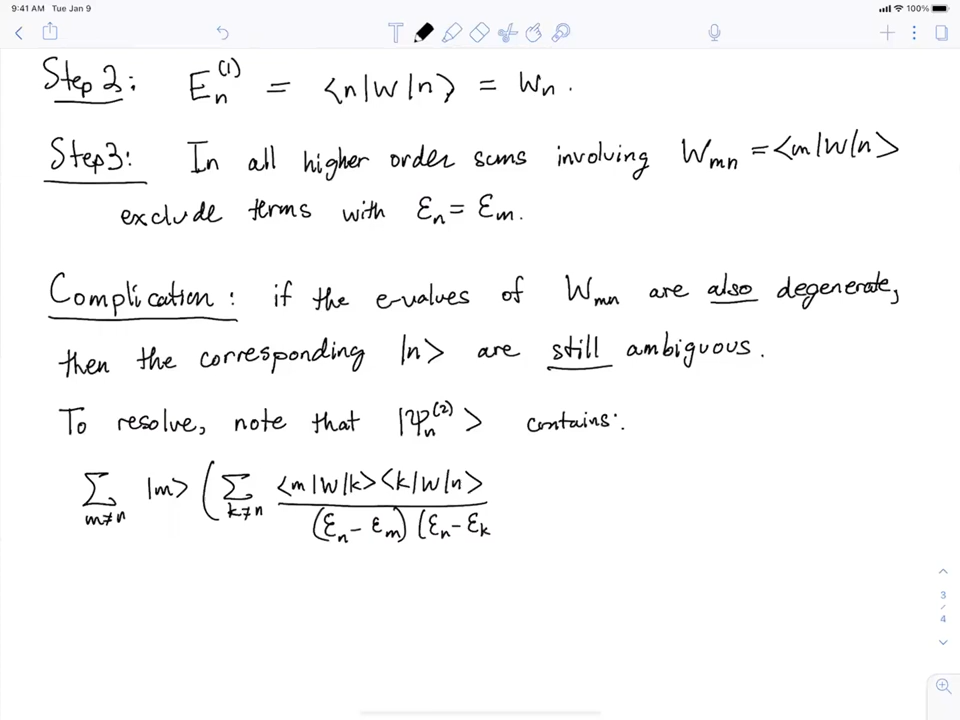 9:41 AM Tue Jan 9
100%
Step 2: E_n^(1) = <n|W|n> = W_n.
Step 3: In all higher order sums involving W_mn = <m|W|n>
exclude terms with ε_n = ε_m.
Complication: if the e-values of W_mn are also degenerate,
then the corresponding |n> are still ambiguous.
To resolve, note that |ψ_n^(2)> contains:
∑_{m≠n} |m> ( ∑_{k≠n} <m|W|k><k|W|n> / (ε_n - ε_m)(ε_n - ε_k
3
/
4